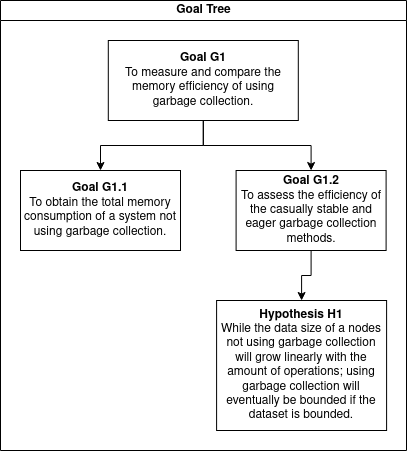 Goal Tree
Goal G1
To measure and compare the
memory efficiency of using
garbage collection.
Goal G1.1
To obtain the total memory
consumption of a system not
using garbage collection.
Goal G1.2
To assess the efficiency of
the casually stable and
eager garbage collection
methods.
Hypothesis H1
While the data size of a nodes
not using garbage collection
will grow linearly with the
amount of operations; using
garbage collection will
eventually be bounded if the
dataset is bounded.